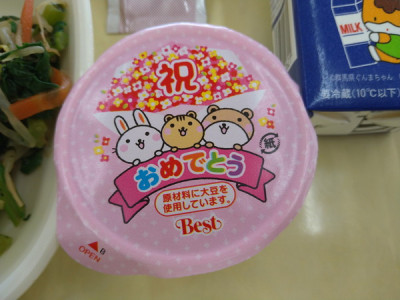 祝
おめでとう
原材料に大豆を
使用しています。
Best
紙
OPEN
MILK
要冷蔵(10℃以下)